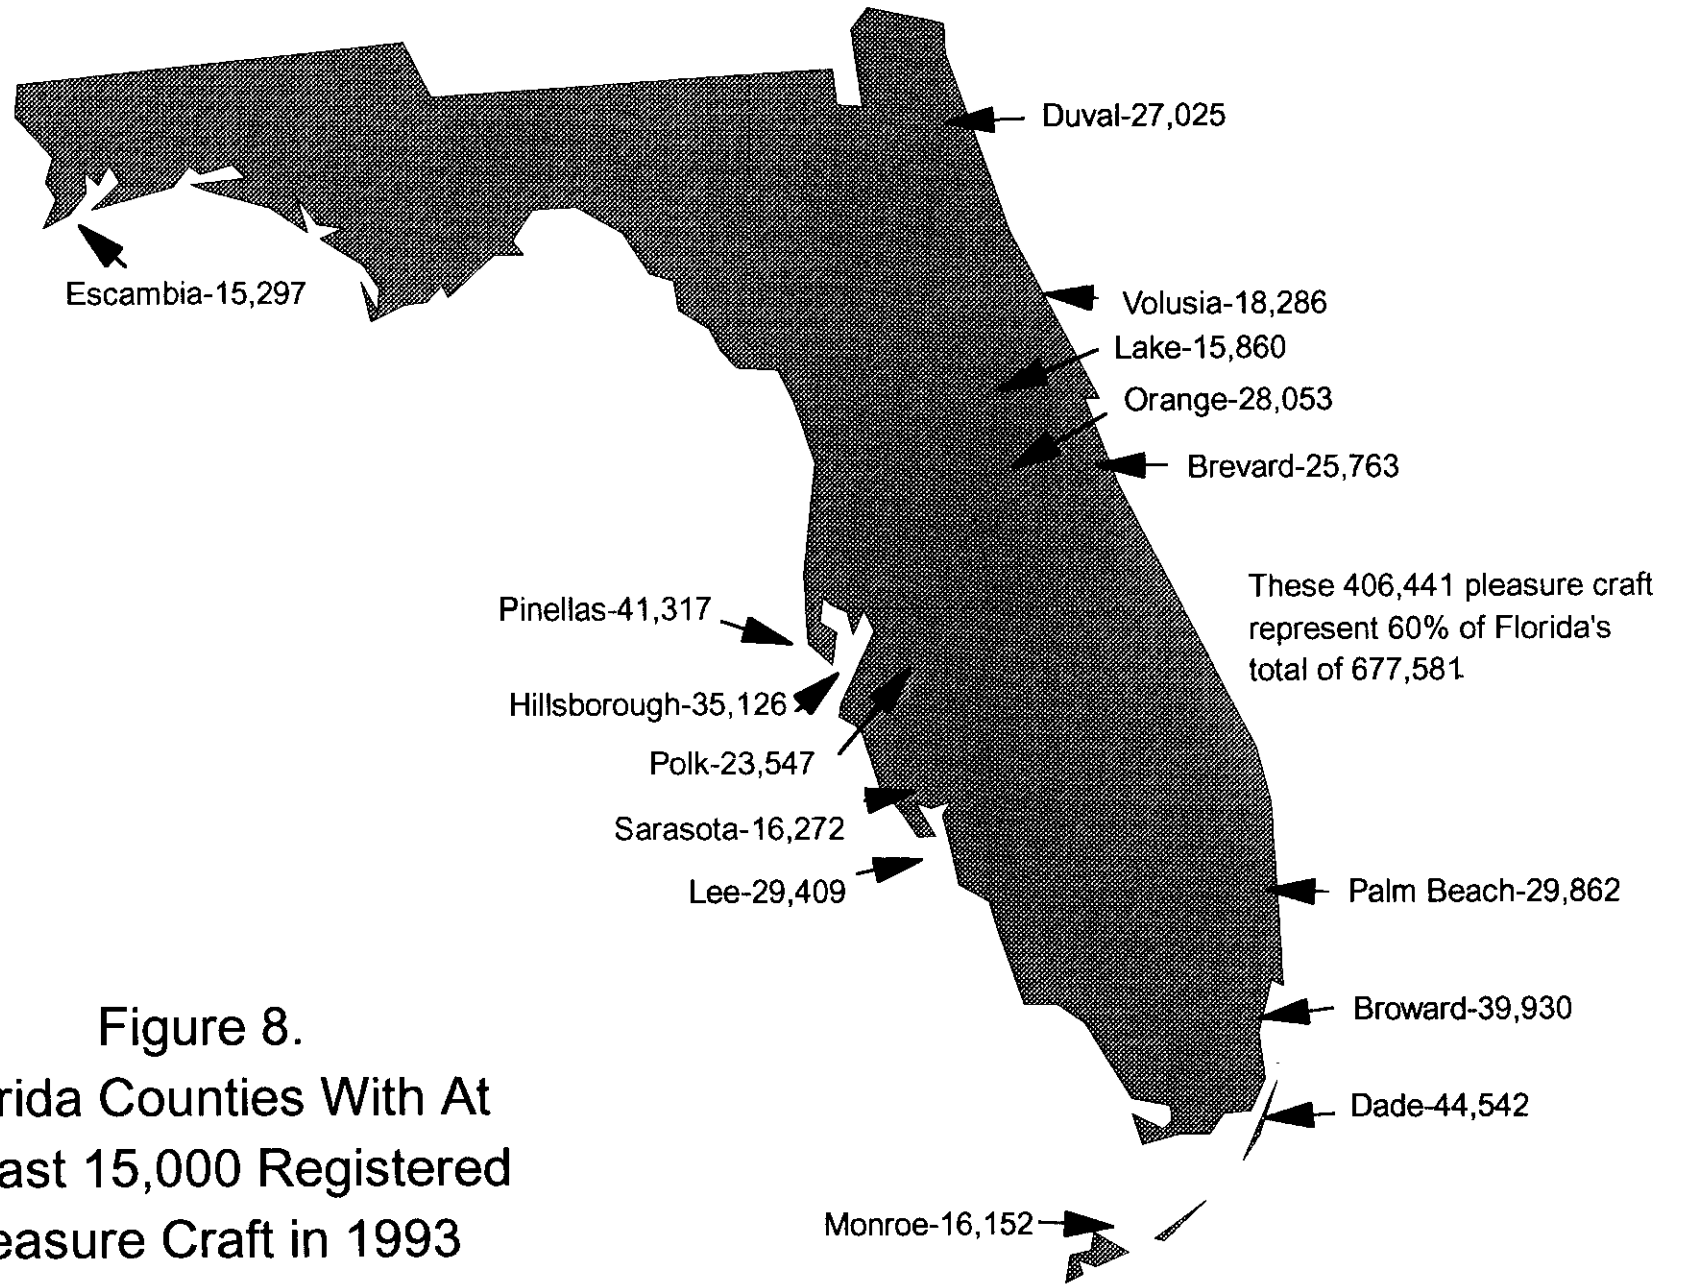 Duval-27,025
Escambia-15,297
Volusia-18,286
Lake-15,860
Orange-28,053
Brevard-25,763
These 406,441 pleasure craft
represent 60% of Florida's
total of 677,581
Pinellas-41,317
Hillsborough-35,126
Polk-23,547
Sarasota-16,272
Lee-29,409
Palm Beach-29,862
Broward-39,930
Dade-44,542
Monroe-16,152
Figure 8.
rida Counties With At
ast 15,000 Registered
easure Craft in 1993